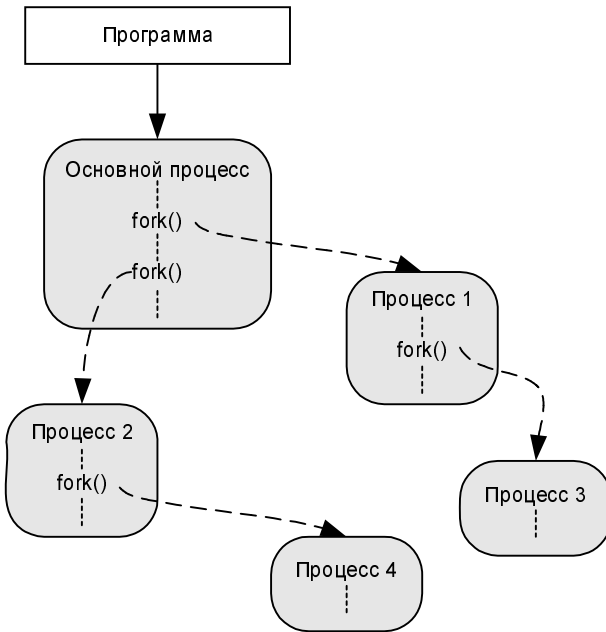 Программа
Основной процесс
fork()
fork()
Процесс 1
fork()
Процесс 2
fork()
Процесс 3
Процесс 4